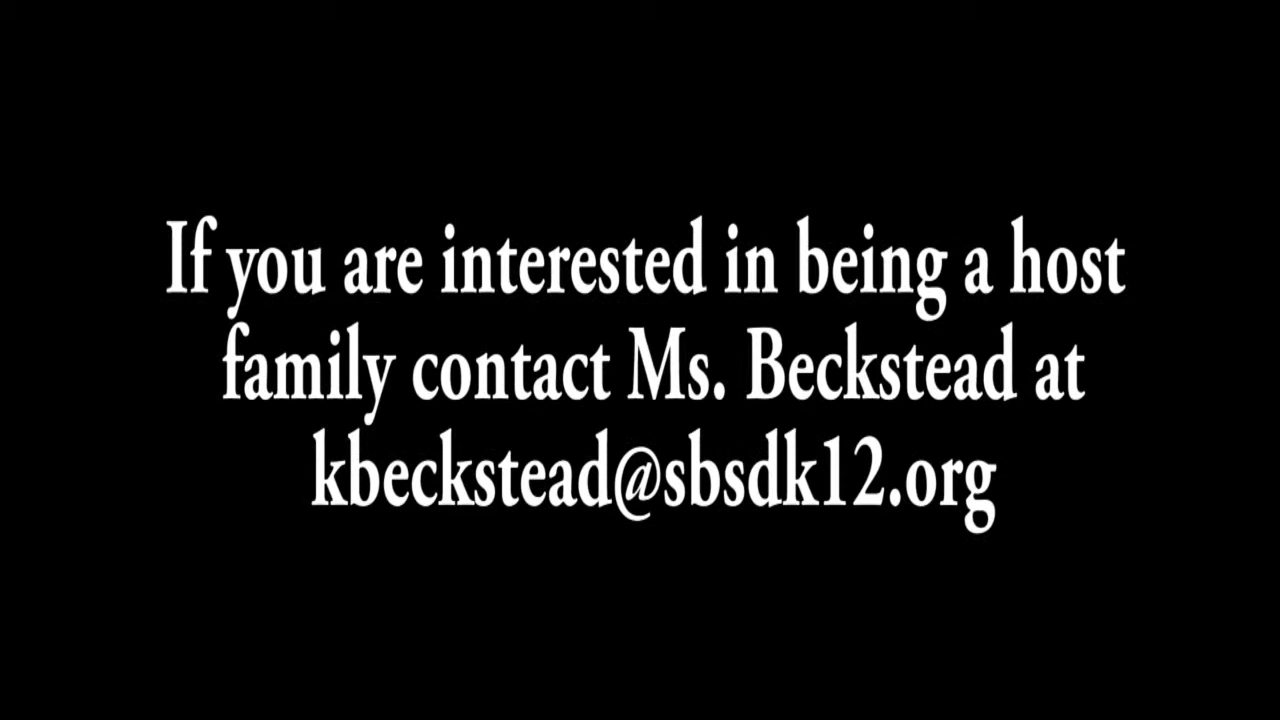 If you are interested in being a host
family contact Ms. Beckstead at
kbeckstead@sbsdk12.org